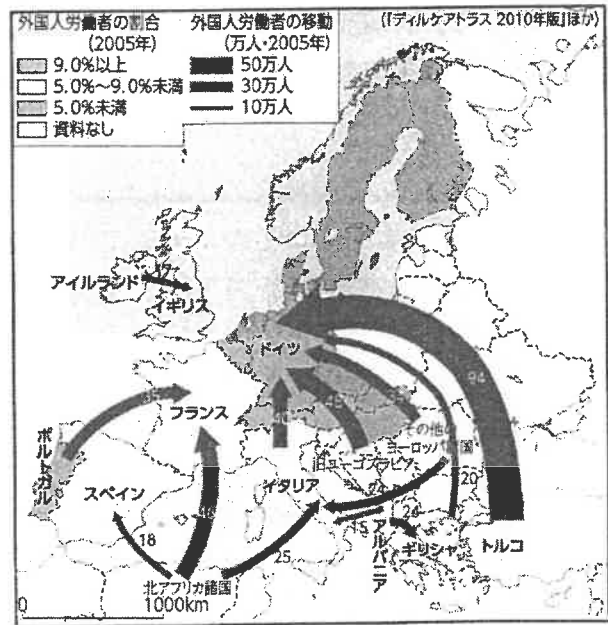 外国人労働者の割合
(2005年)
9.0%以上
5.0%〜9.0%未満
5.0%未満
資料なし
外国人労働者の移動
(万人・2005年)
50万人
30万人
10万人
(『ディルケアトラス 2010年版』ほか)
アイルランド
17
イギリス
ドイツ
94
フランス
ポルトガル
スペイン
18
イタリア
25
旧ユーゴスラビア
その他の
ヨーロッパ諸国
20
15
アルバニア
ギリシャ
トルコ
北アフリカ諸国
0
1000km